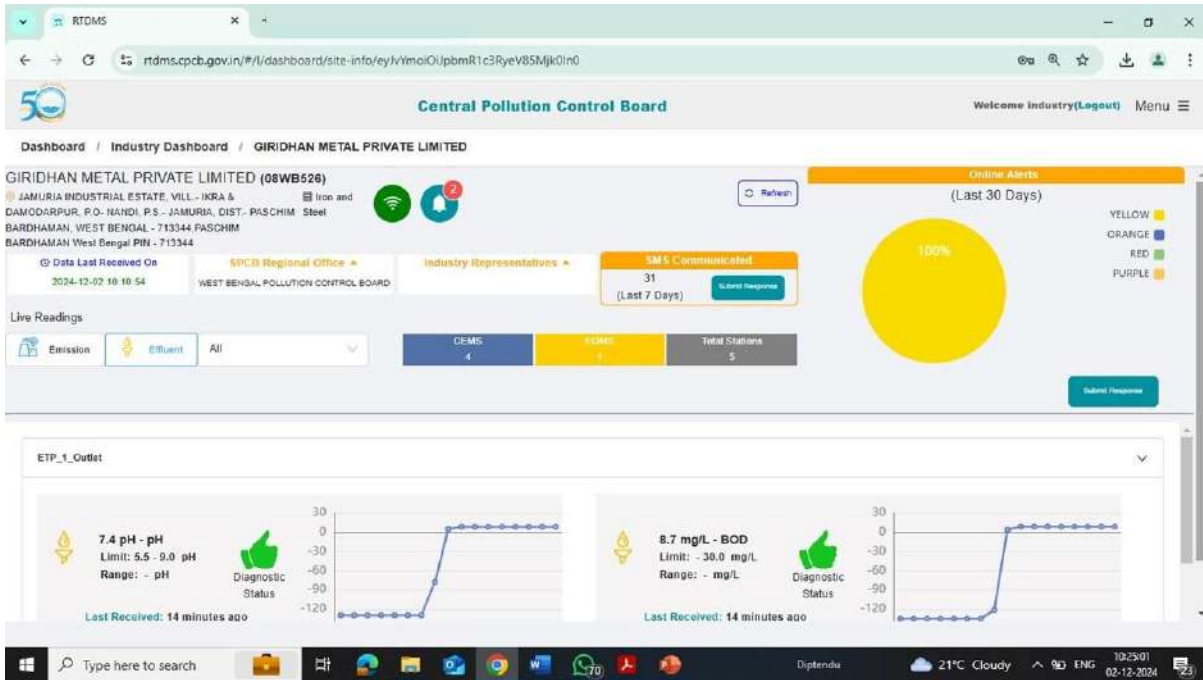 RTDMS
rtdms.cpcb.gov.in/#/l/dashboard/site-info/
50
Central Pollution Control Board
Welcome industry(Logout) Menu
Dashboard / Industry Dashboard / GIRIDHAN METAL PRIVATE LIMITED
GIRIDHAN METAL PRIVATE LIMITED (08WB526)
JAMURIA INDUSTRIAL ESTATE, VILL.- IKRA &
DAMODARPUR, P.O- NANDI, P.S.- JAMURIA, DIST.- PASCHIM
BARDHAMAN, WEST BENGAL - 713344,PASCHIM
BARDHAMAN West Bengal PIN - 713344
Iron and
Steel
2
Refresh
Data Last Received On
2024-12-02 10:10:54
SPCB Regional Office
WEST BENGAL POLLUTION CONTROL BOARD
Industry Representatives
SMS Communicated
31
(Last 7 Days)
Submit Response
Online Alerts
(Last 30 Days)
100%
YELLOW
ORANGE
RED
PURPLE
Submit Response
Live Readings
Emission
Effluent
All
CEMS
4
EQMS
1
Total Stations
5
ETP_1_Outlet
7.4 pH - pH
Limit: 5.5 - 9.0 pH
Range: - pH
Diagnostic
Status
Last Received: 14 minutes ago
30
0
-30
-60
-90
-120
8.7 mg/L - BOD
Limit: - 30.0 mg/L
Range: - mg/L
Diagnostic
Status
Last Received: 14 minutes ago
30
0
-30
-60
-90
-120
Type here to search
70
Diptendu
21°C Cloudy
ENG
10:25:01
02-12-2024
23